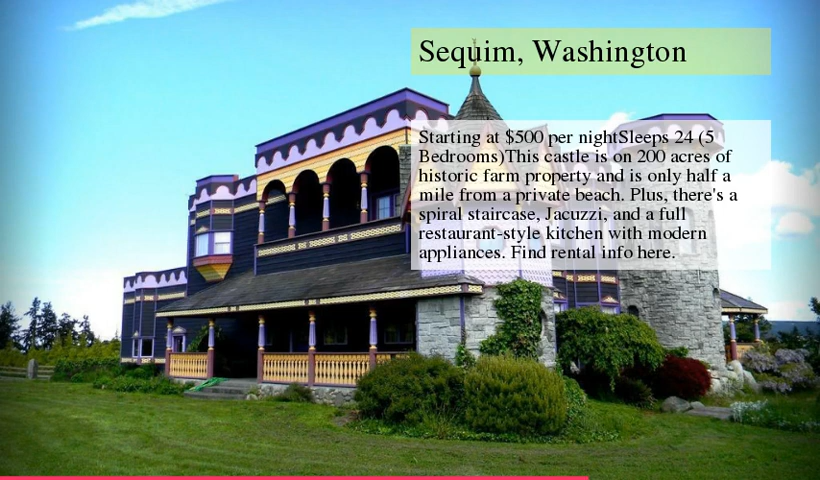 Sequim, Washington
Starting at $500 per nightSleeps 24 (5
Bedrooms)This castle is on 200 acres of
historic farm property and is only half a
mile from a private beach. Plus, there's a
spiral staircase, Jacuzzi, and a full
restaurant-style kitchen with modern
appliances. Find rental info here.